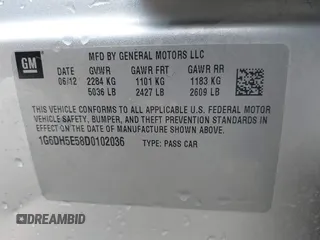 GM
MFD BY GENERAL MOTORS LLC
DATE GVWR GAWR FRT GAWR RR
06/12 2284 KG 1101 KG 1183 KG
5036 LB 2427 LB 2609 LB
THIS VEHICLE CONFORMS TO ALL APPLICABLE U.S. FEDERAL MOTOR
VEHICLE SAFETY, BUMPER, AND THEFT PREVENTION STANDARDS
IN EFFECT ON THE DATE OF MANUFACTURE SHOWN ABOVE.
1G6DH5E58D0102036 TYPE: PASS CAR
DREAMBID